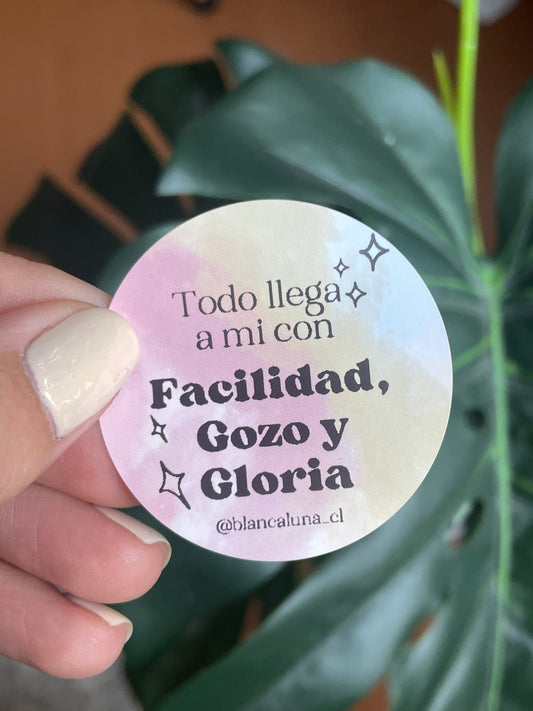 Todo llega
a mi con
Facilidad,
Gozo y
Gloria
@blancaluna_cl